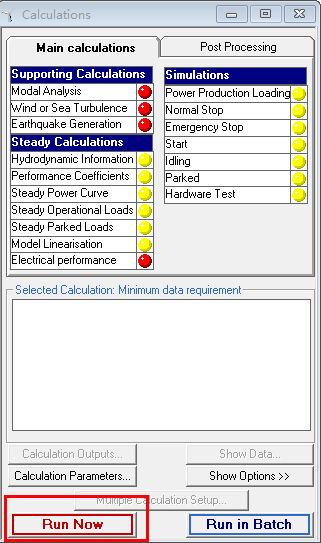 Calculations
Main calculations
Post Processing
Supporting Calculations
Modal Analysis
Wind or Sea Turbulence
Earthquake Generation
Steady Calculations
Hydrodynamic Information
Performance Coefficients
Steady Power Curve
Steady Operational Loads
Steady Parked Loads
Model Linearisation
Electrical performance
Simulations
Power Production Loading
Normal Stop
Emergency Stop
Start
Idling
Parked
Hardware Test
Selected Calculation: Minimum data requirement
Calculation Outputs...
Show Data...
Calculation Parameters...
Show Options >>
Multiple Calculation Setup...
Run Now
Run in Batch